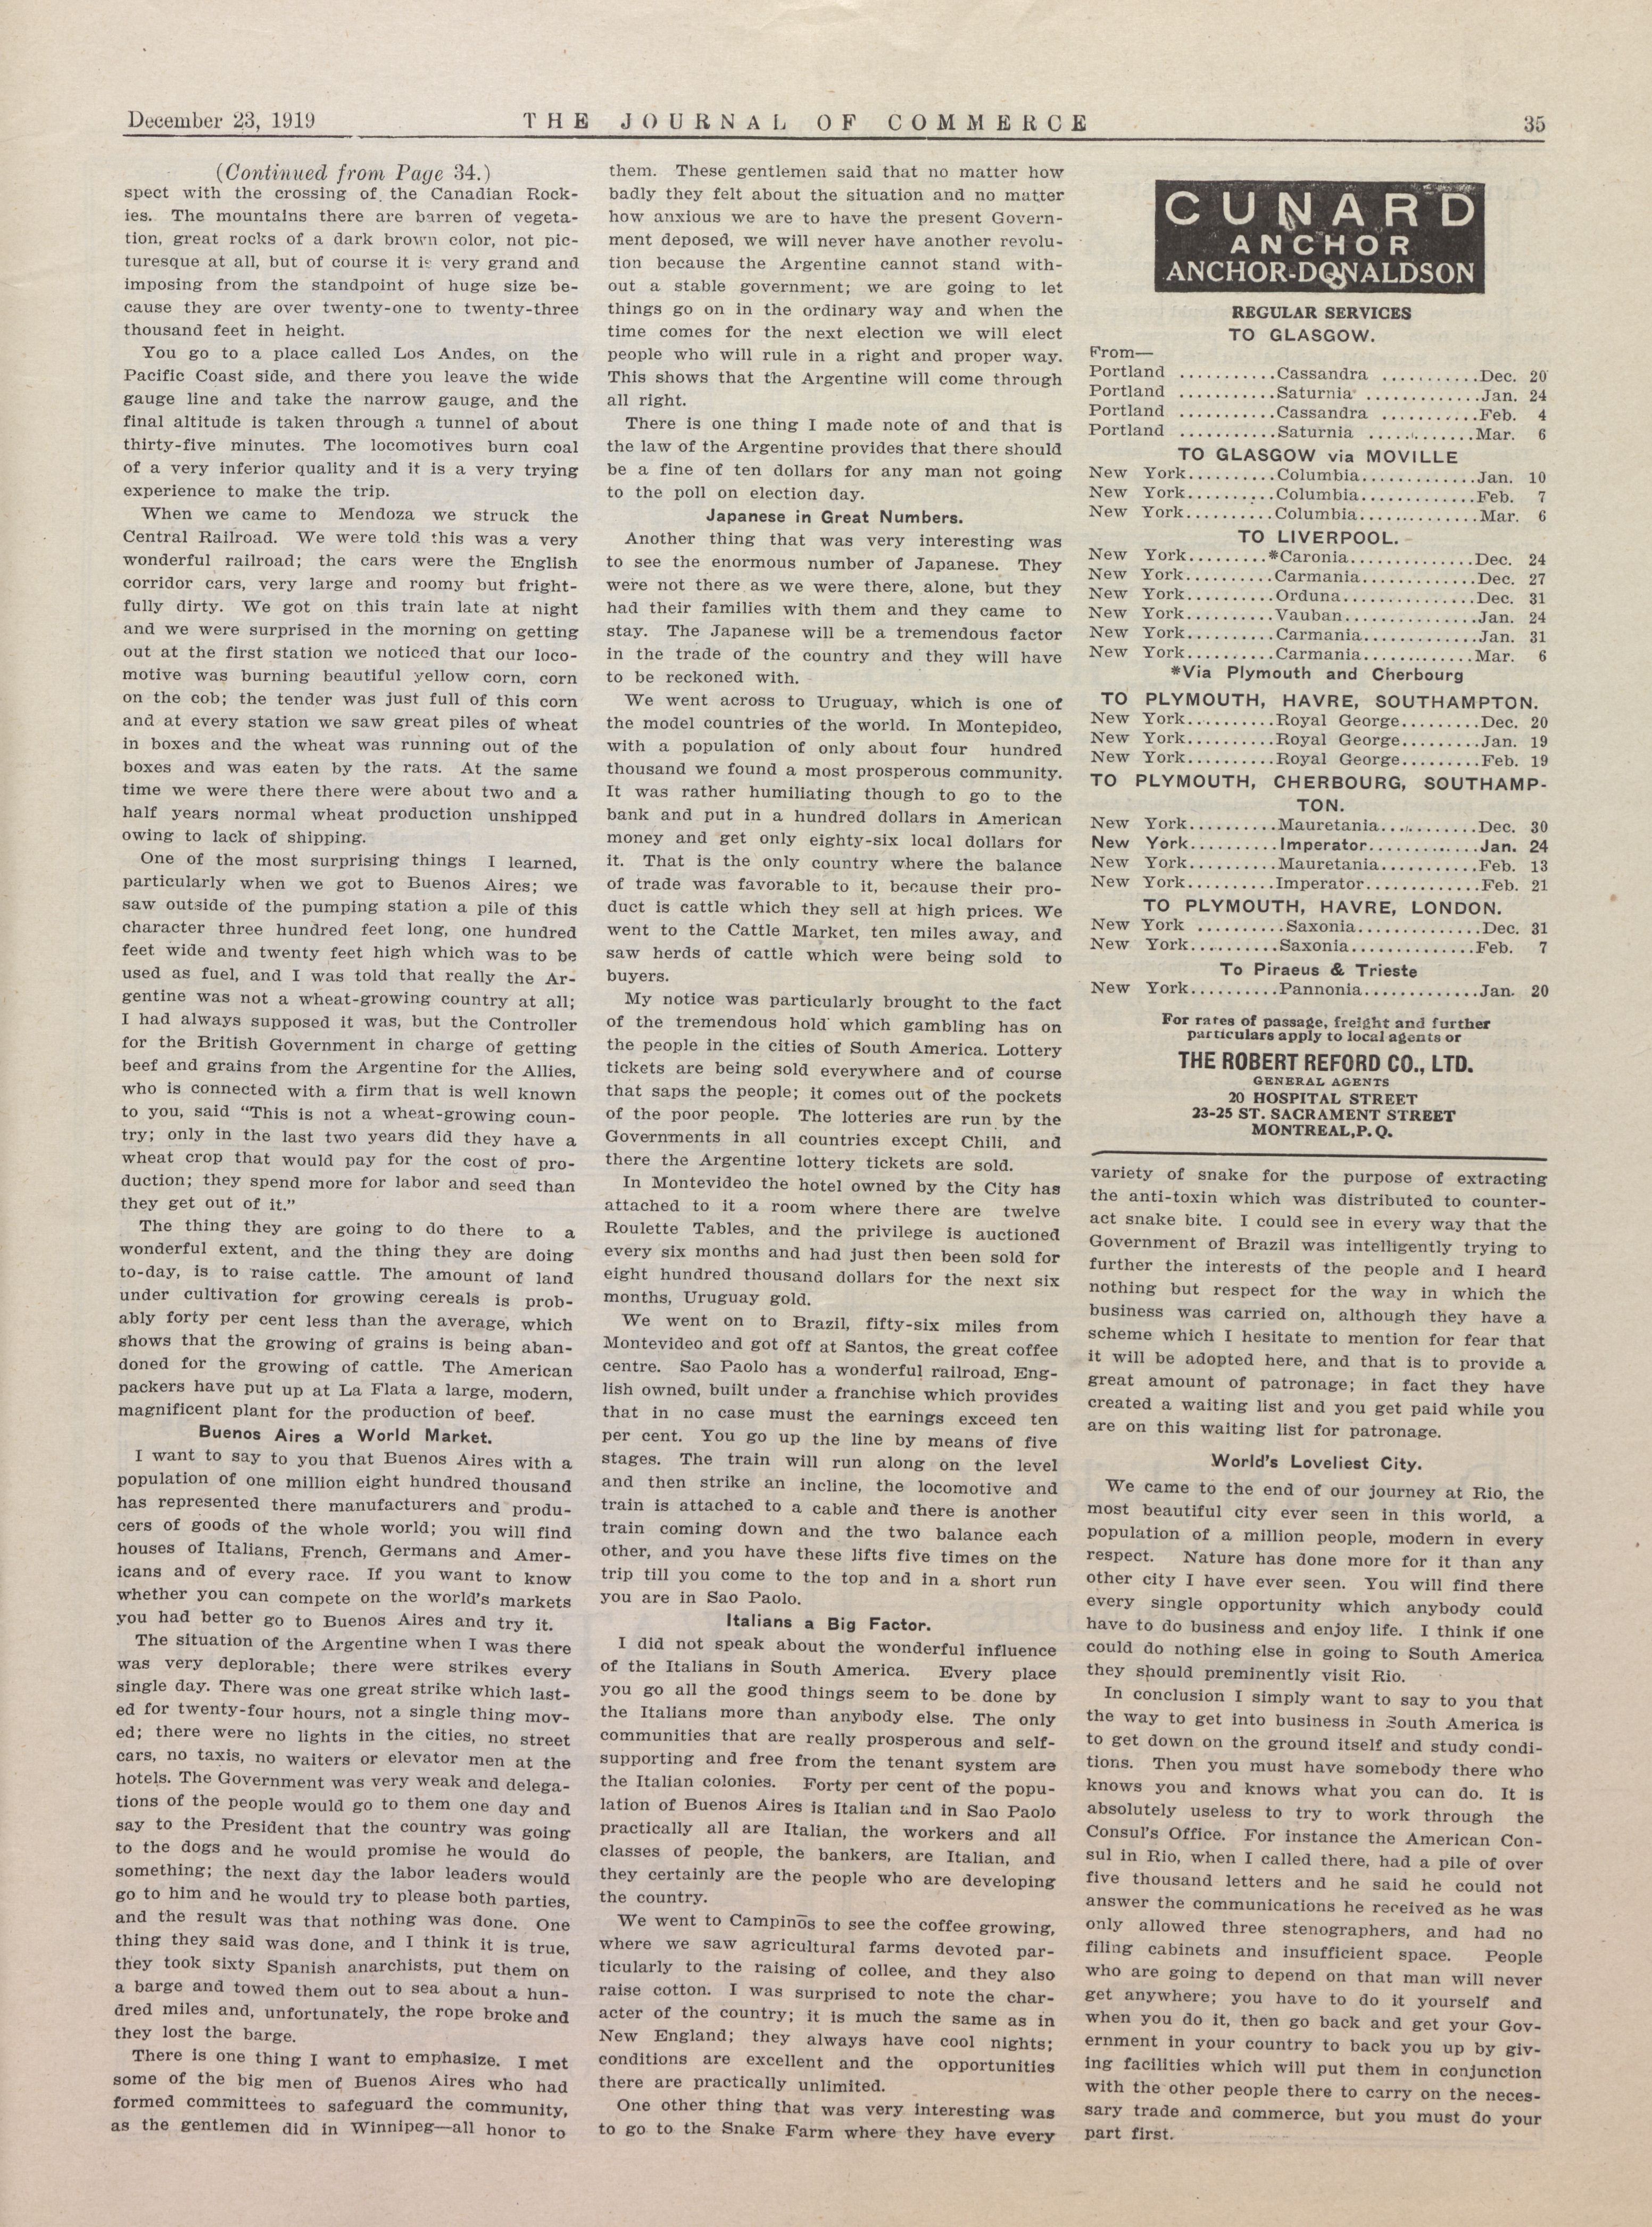 December 23, 1919
THE JOURNAL OF COMMERCE
35
(Continued from Page 34.)
spect with the crossing of the Canadian Rock-
ies. The mountains there are barren of vegeta-
tion, great rocks of a dark brown color, not pic-
turesque at all, but of course it is very grand and
imposing from the standpoint of huge size be-
cause they are over twenty-one to twenty-three
thousand feet in height.
You go to a place called Los Andes, on the
Pacific Coast side, and there you leave the wide
gauge line and take the narrow gauge, and the
final altitude is taken through a tunnel of about
thirty-five minutes. The locomotives burn coal
of a very inferior quality and it is a very trying
experience to make the trip.
When we came to Mendoza we struck the
Central Railroad. We were told this was a very
wonderful railroad; the cars were the English
corridor cars, very large and roomy but fright-
fully dirty. We got on this train late at night
and we were surprised in the morning on getting
out at the first station we noticed that our loco-
motive was burning beautiful yellow corn, corn
on the cob; the tender was just full of this corn
and at every station we saw great piles of wheat
in boxes and the wheat was running out of the
boxes and was eaten by the rats. At the same
time we were there there were about two and a
half years normal wheat production unshipped
owing to lack of shipping.
One of the most surprising things I learned,
particularly when we got to Buenos Aires; we
saw outside of the pumping station a pile of this
character three hundred feet long, one hundred
feet wide and twenty feet high which was to be
used as fuel, and I was told that really the Ar-
gentine was not a wheat-growing country at all;
I had always supposed it was, but the Controller
for the British Government in charge of getting
beef and grains from the Argentine for the Allies,
who is connected with a firm that is well known
to you, said "This is not a wheat-growing coun-
try; only in the last two years did they have a
wheat crop that would pay for the cost of pro-
duction; they spend more for labor and seed than
they get out of it."
The thing they are going to do there to a
wonderful extent, and the thing they are doing
to-day, is to raise cattle. The amount of land
under cultivation for growing cereals is prob-
ably forty per cent less than the average, which
shows that the growing of grains is being aban-
doned for the growing of cattle. The American
packers have put up at La Flata a large, modern,
magnificent plant for the production of beef.
Buenos Aires a World Market.
I want to say to you that Buenos Aires with a
population of one million eight hundred thousand
has represented there manufacturers and produ-
cers of goods of the whole world; you will find
houses of Italians, French, Germans and Amer-
icans and of every race. If you want to know
whether you can compete on the world's markets
you had better go to Buenos Aires and try it.
The situation of the Argentine when I was there
was very deplorable; there were strikes every
single day. There was one great strike which last-
ed for twenty-four hours, not a single thing mov-
ed; there were no lights in the cities, no street
cars, no taxis, no waiters or elevator men at the
hotels. The Government was very weak and delega-
tions of the people would go to them one day and
say to the President that the country was going
to the dogs and he would promise he would do
something; the next day the labor leaders would
go to him and he would try to please both parties,
and the result was that nothing was done. One
thing they said was done, and I think it is true,
they took sixty Spanish anarchists, put them on
a barge and towed them out to sea about a hun-
dred miles and, unfortunately, the rope broke and
they lost the barge.
There is one thing I want to emphasize. I met
some of the big men of Buenos Aires who had
formed committees to safeguard the community,
as the gentlemen did in Winnipeg—all honor to
them. These gentlemen said that no matter how
badly they felt about the situation and no matter
how anxious we are to have the present Govern-
ment deposed, we will never have another revolu-
tion because the Argentine cannot stand with-
out a stable government; we are going to let
things go on in the ordinary way and when the
time comes for the next election we will elect
people who will rule in a right and proper way.
This shows that the Argentine will come through
all right.
There is one thing I made note of and that is
the law of the Argentine provides that there should
be a fine of ten dollars for any man not going
to the poll on election day.
Japanese in Great Numbers.
Another thing that was very interesting was
to see the enormous number of Japanese. They
were not there as we were there, alone, but they
had their families with them and they came to
stay. The Japanese will be a tremendous factor
in the trade of the country and they will have
to be reckoned with.
We went across to Uruguay, which is one of
the model countries of the world. In Montepideo,
with a population of only about four hundred
thousand we found a most prosperous community.
It was rather humiliating though to go to the
bank and put in a hundred dollars in American
money and get only eighty-six local dollars for
it. That is the only country where the balance
of trade was favorable to it, because their pro-
duct is cattle which they sell at high prices. We
went to the Cattle Market, ten miles away, and
saw herds of cattle which were being sold to
buyers.
My notice was particularly brought to the fact
of the tremendous hold which gambling has on
the people in the cities of South America. Lottery
tickets are being sold everywhere and of course
that saps the people; it comes out of the pockets
of the poor people. The lotteries are run by the
Governments in all countries except Chili, and
there the Argentine lottery tickets are sold.
In Montevideo the hotel owned by the City has
attached to it a room where there are twelve
Roulette Tables, and the privilege is auctioned
every six months and had just then been sold for
eight hundred thousand dollars for the next six
months, Uruguay gold.
We went on to Brazil, fifty-six miles from
Montevideo and got off at Santos, the great coffee
centre. Sao Paolo has a wonderful railroad, Eng-
lish owned, built under a franchise which provides
that in no case must the earnings exceed ten
per cent. You go up the line by means of five
stages. The train will run along on the level
and then strike an incline, the locomotive and
train is attached to a cable and there is another
train coming down and the two balance each
other, and you have these lifts five times on the
trip till you come to the top and in a short run
you are in Sao Paolo.
Italians a Big Factor.
I did not speak about the wonderful influence
of the Italians in South America. Every place
you go all the good things seem to be done by
the Italians more than anybody else. The only
communities that are really prosperous and self-
supporting and free from the tenant system are
the Italian colonies. Forty per cent of the popu-
lation of Buenos Aires is Italian and in Sao Paolo
practically all are Italian, the workers and all
classes of people, the bankers, are Italian, and
they certainly are the people who are developing
the country.
We went to Campinōs to see the coffee growing,
where we saw agricultural farms devoted par-
ticularly to the raising of collee, and they also
raise cotton. I was surprised to note the char-
acter of the country; it is much the same as in
New England; they always have cool nights;
conditions are excellent and the opportunities
there are practically unlimited.
One other thing that was very interesting was
to go to the Snake Farm where they have every
CUNARD
ANCHOR
ANCHOR-DONALDSON
REGULAR SERVICES
TO GLASGOW.
From—
Portland ...........Cassandra ...........Dec. 20
Portland ...........Saturnia .............Jan. 24
Portland ...........Cassandra ...........Feb. 4
Portland ...........Saturnia ............Mar. 6
TO GLASGOW via MOVILLE
New York..........Columbia.............Jan. 10
New York..........Columbia.............Feb. 7
New York..........Columbia..............Mar. 6
TO LIVERPOOL.
New York.........*Caronia..............Dec. 24
New York..........Carmania.............Dec. 27
New York..........Orduna...............Dec. 31
New York..........Vauban...............Jan. 24
New York..........Carmania.............Jan. 31
New York..........Carmania.............Mar. 6
*Via Plymouth and Cherbourg
TO PLYMOUTH, HAVRE, SOUTHAMPTON.
New York..........Royal George.........Dec. 20
New York..........Royal George.........Jan. 19
New York..........Royal George.........Feb. 19
TO PLYMOUTH, CHERBOURG, SOUTHAMP-
TON.
New York..........Mauretania...........Dec. 30
New York..........Imperator.............Jan. 24
New York..........Mauretania...........Feb. 13
New York..........Imperator.............Feb. 21
TO PLYMOUTH, HAVRE, LONDON.
New York ..........Saxonia..............Dec. 31
New York..........Saxonia..............Feb. 7
To Piraeus & Trieste
New York..........Pannonia.............Jan. 20
For rates of passage, freight and further
particulars apply to local agents or
THE ROBERT REFORD CO., LTD.
GENERAL AGENTS
20 HOSPITAL STREET
23-25 ST. SACRAMENT STREET
MONTREAL, P. Q.
variety of snake for the purpose of extracting
the anti-toxin which was distributed to counter-
act snake bite. I could see in every way that the
Government of Brazil was intelligently trying to
further the interests of the people and I heard
nothing but respect for the way in which the
business was carried on, although they have a
scheme which I hesitate to mention for fear that
it will be adopted here, and that is to provide a
great amount of patronage; in fact they have
created a waiting list and you get paid while you
are on this waiting list for patronage.
World's Loveliest City.
We came to the end of our journey at Rio, the
most beautiful city ever seen in this world, a
population of a million people, modern in every
respect. Nature has done more for it than any
other city I have ever seen. You will find there
every single opportunity which anybody could
have to do business and enjoy life. I think if one
could do nothing else in going to South America
they should preminently visit Rio.
In conclusion I simply want to say to you that
the way to get into business in South America is
to get down on the ground itself and study condi-
tions. Then you must have somebody there who
knows you and knows what you can do. It is
absolutely useless to try to work through the
Consul's Office. For instance the American Con-
sul in Rio, when I called there, had a pile of over
five thousand letters and he said he could not
answer the communications he received as he was
only allowed three stenographers, and had no
filing cabinets and insufficient space. People
who are going to depend on that man will never
get anywhere; you have to do it yourself and
when you do it, then go back and get your Gov-
ernment in your country to back you up by giv-
ing facilities which will put them in conjunction
with the other people there to carry on the neces-
sary trade and commerce, but you must do your
part first.